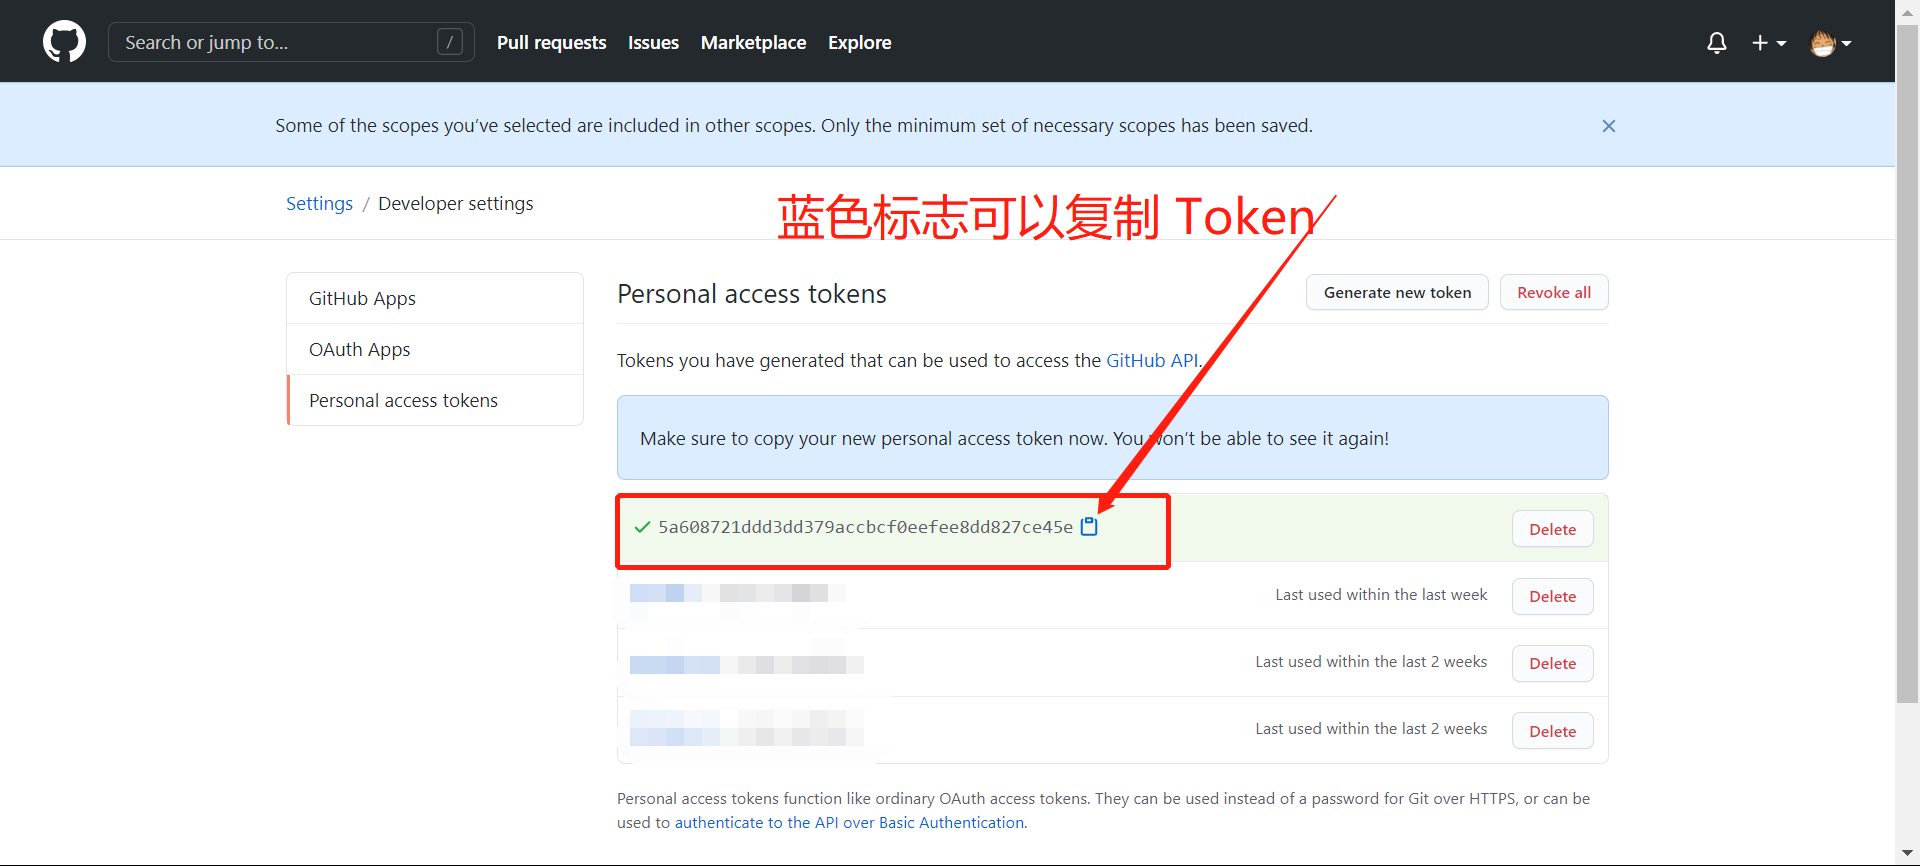 Search or jump to... /
Pull requests Issues Marketplace Explore
Some of the scopes you've selected are included in other scopes. Only the minimum set of necessary scopes has been saved.
Settings / Developer settings
蓝色标志可以复制 Token
GitHub Apps
OAuth Apps
Personal access tokens
Personal access tokens
Generate new token
Revoke all
Tokens you have generated that can be used to access the GitHub API.
Make sure to copy your new personal access token now. You won't be able to see it again!
5a608721ddd3dd379accbcf0eefee8dd827ce45e
Delete
Last used within the last week
Delete
Last used within the last 2 weeks
Delete
Last used within the last 2 weeks
Delete
Personal access tokens function like ordinary OAuth access tokens. They can be used instead of a password for Git over HTTPS, or can be
used to authenticate to the API over Basic Authentication.